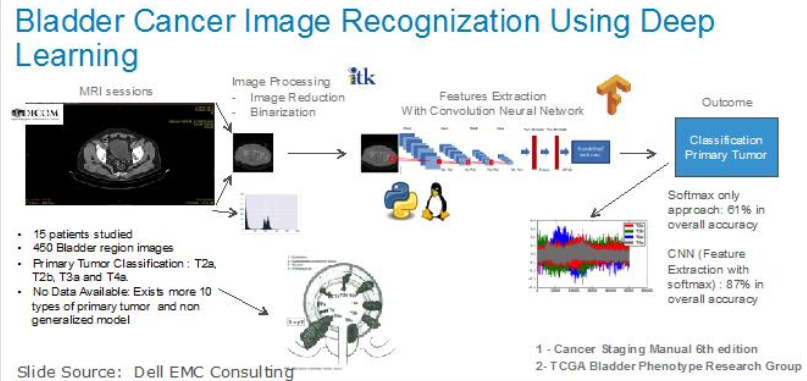 Bladder Cancer Image Recognization Using Deep
Learning
MRI sessions
DICOM
Image Processing
- Image Reduction
- Binarization
itk
Features Extraction
With Convolution Neural Network
Outcome
Classification
Primary Tumor
Softmax only
approach: 61% in
overall accuracy
CNN (Feature
Extraction with
softmax) : 87% in
overall accuracy
• 15 patients studied
• 450 Bladder region images
• Primary Tumor Classification : T2a,
T2b, T3a and T4a.
• No Data Available: Exists more 10
types of primary tumor and non
generalized model
Slide Source: Dell EMC Consulting
1 - Cancer Staging Manual 6th edition
2- TCGA Bladder Phenotype Research Group